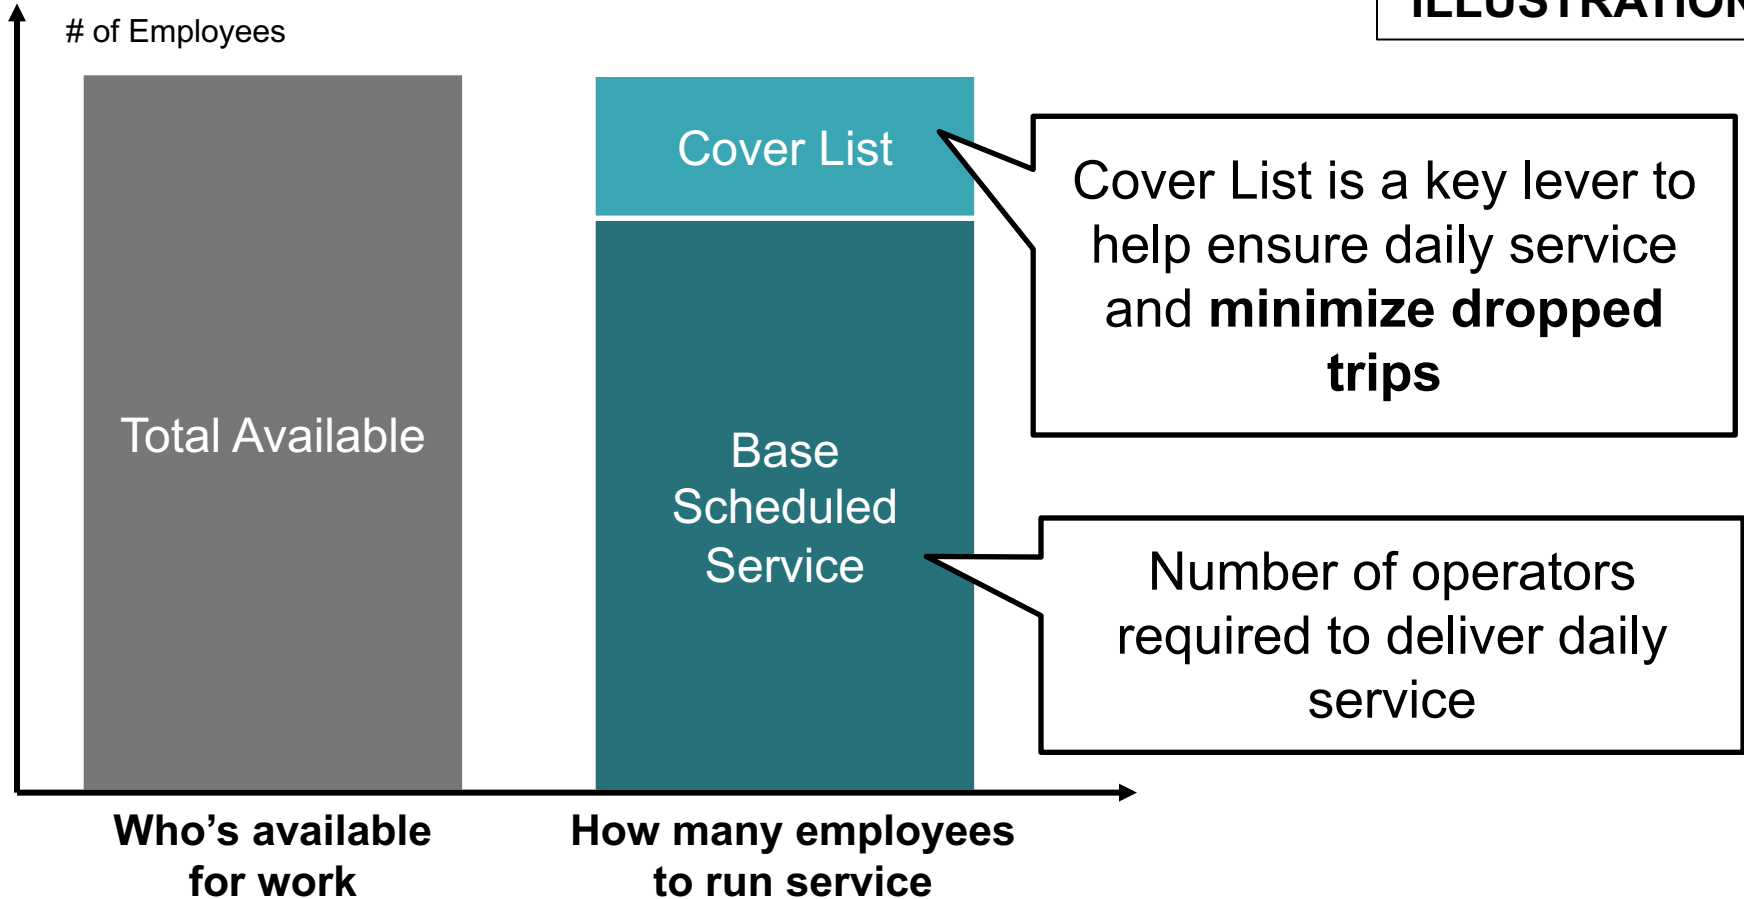 # of Employees
ILLUSTRATION
Cover List
Cover List is a key lever to
help ensure daily service
and minimize dropped
trips
Total Available
Base
Scheduled
Service
Number of operators
required to deliver daily
service
Who’s available
for work
How many employees
to run service